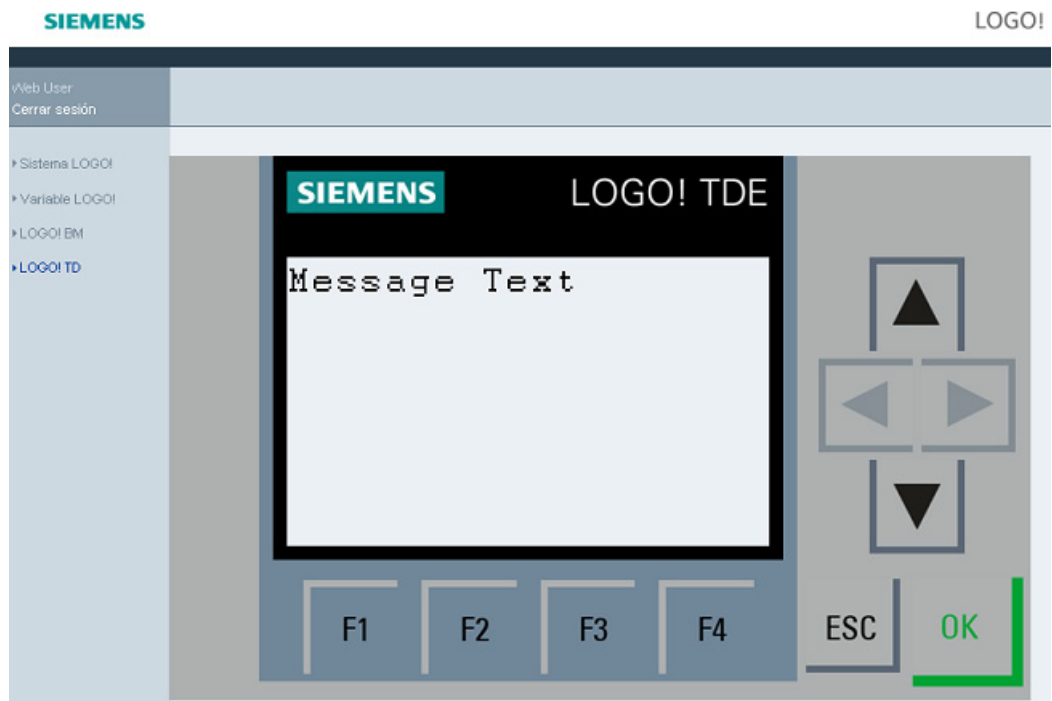 SIEMENS LOGO!
Web User
Cerrar sesión
Sistema LOGO!
Variable LOGO!
LOGO! BM
LOGO! TD
SIEMENS LOGO! TDE
Message Text
F1 F2 F3 F4 ESC OK